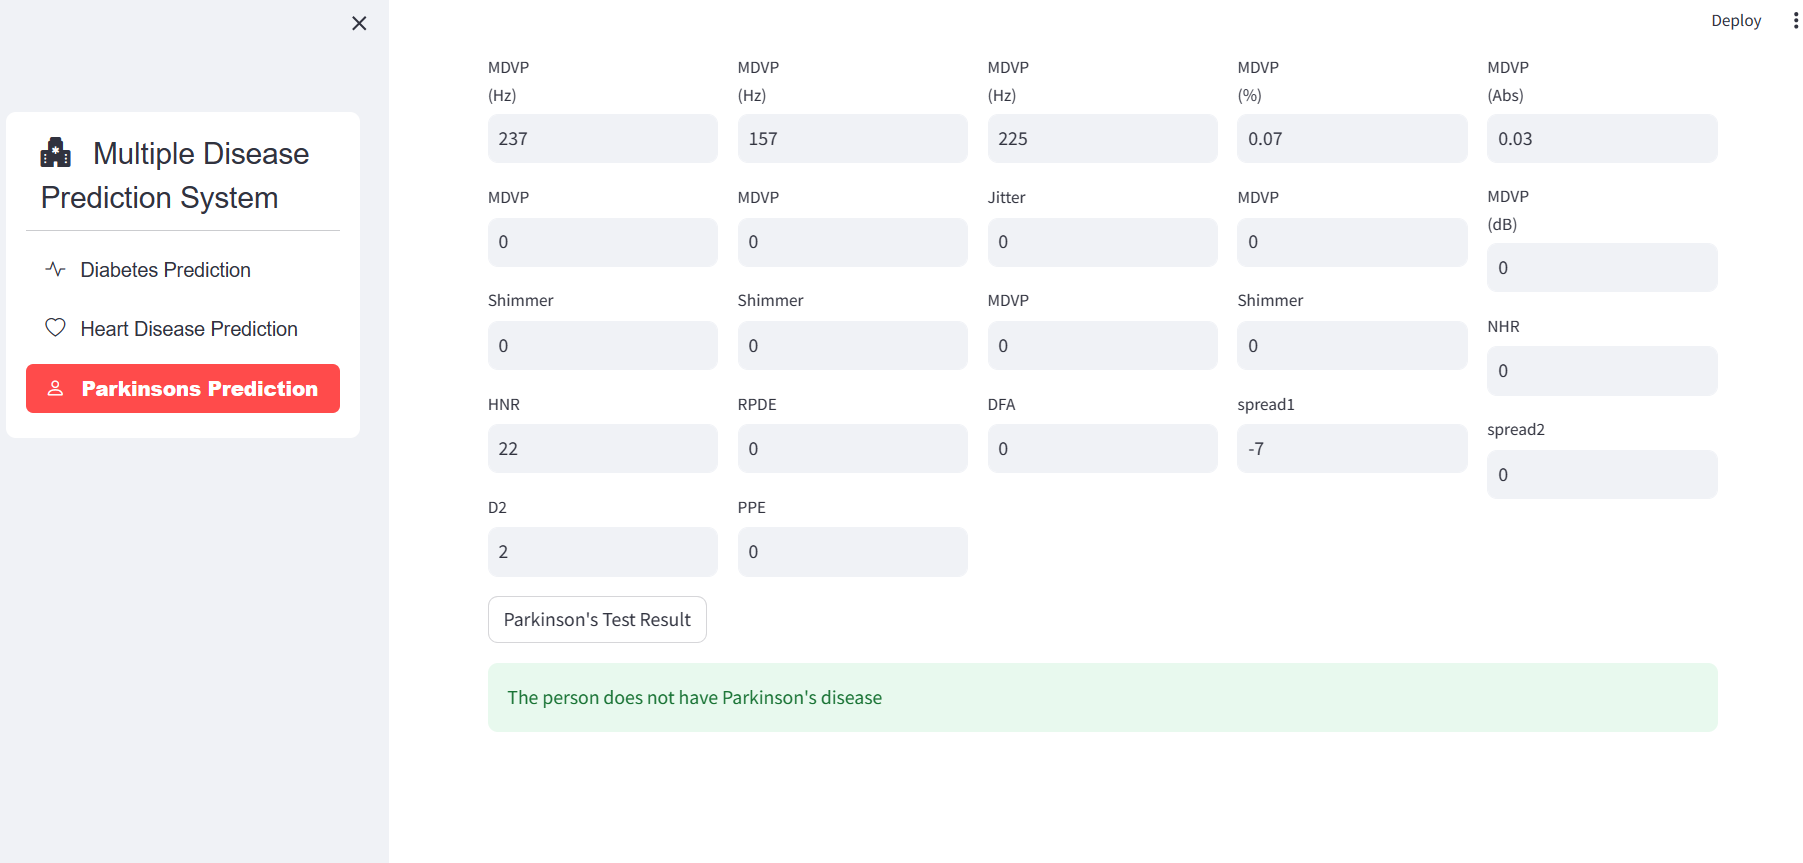 Deploy
Multiple Disease
Prediction System
Diabetes Prediction
Heart Disease Prediction
Parkinsons Prediction
MDVP
(Hz)
237
MDVP
(Hz)
157
MDVP
(Hz)
225
MDVP
(%)
0.07
MDVP
(Abs)
0.03
MDVP
0
MDVP
0
Jitter
0
MDVP
0
MDVP
(dB)
0
Shimmer
0
Shimmer
0
MDVP
0
Shimmer
0
NHR
0
HNR
22
RPDE
0
DFA
0
spread1
-7
spread2
0
D2
2
PPE
0
Parkinson's Test Result
The person does not have Parkinson's disease